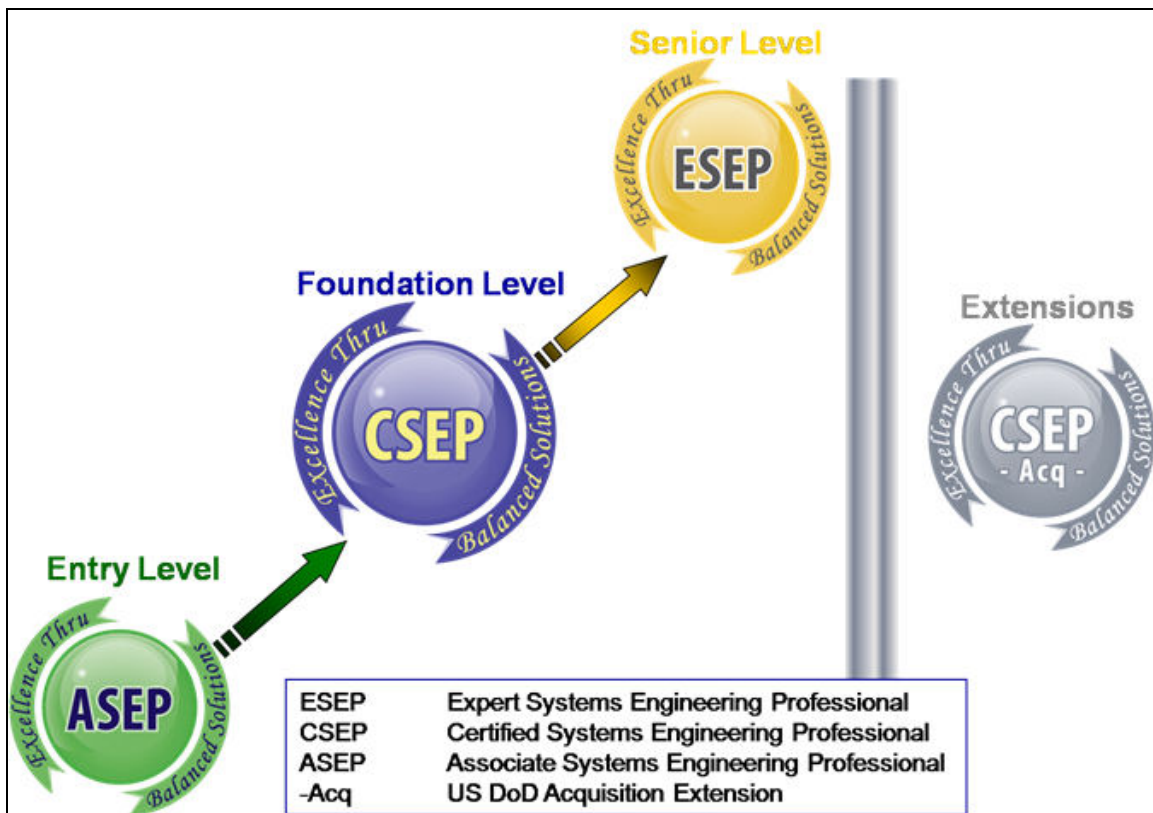 Senior Level
Excellence Thru
ESEP
Balanced Solutions
Foundation Level
Excellence Thru
CSEP
Balanced Solutions
Extensions
Excellence Thru
CSEP
- Acq -
Balanced Solutions
Entry Level
Excellence Thru
ASEP
Balanced Solutions
ESEP Expert Systems Engineering Professional
CSEP Certified Systems Engineering Professional
ASEP Associate Systems Engineering Professional
-Acq US DoD Acquisition Extension